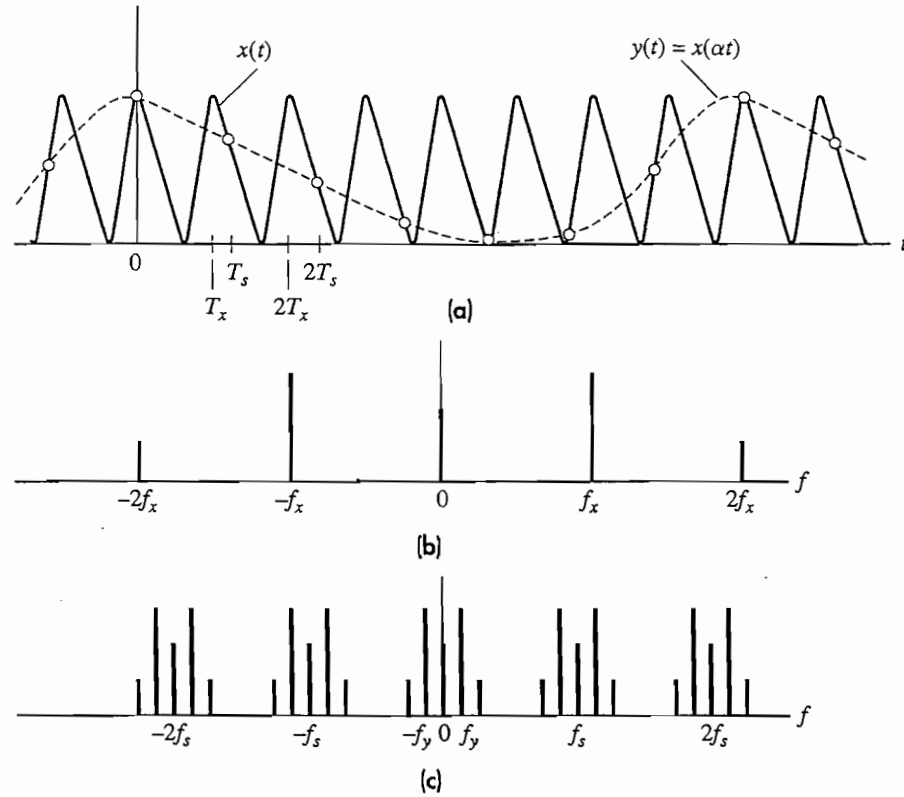 x(t)
y(t) = x(αt)
t
0
T_s
2T_s
T_x
2T_x
(a)
−2f_x
−f_x
0
f_x
2f_x
f
(b)
−2f_s
−f_s
−f_y
0
f_y
f_s
2f_s
f
(c)